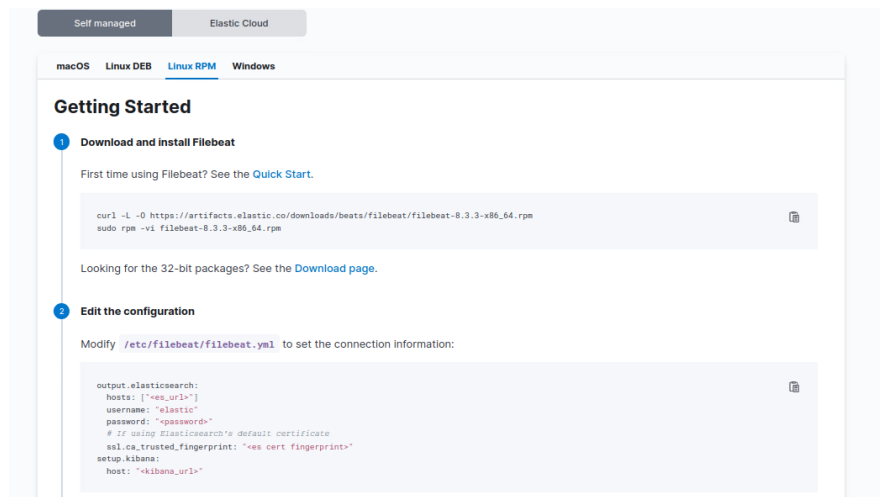 Self managed
Elastic Cloud
macOS Linux DEB Linux RPM Windows
Getting Started
1 Download and install Filebeat
First time using Filebeat? See the Quick Start.
curl -L -O https://artifacts.elastic.co/downloads/beats/filebeat/filebeat-8.3.3-x86_64.rpm
sudo rpm -vi filebeat-8.3.3-x86_64.rpm
Looking for the 32-bit packages? See the Download page.
2 Edit the configuration
Modify /etc/filebeat/filebeat.yml to set the connection information:
output.elasticsearch:
  hosts: ["<es_url>"]
  username: "elastic"
  password: "<password>"
  # If using Elasticsearch's default certificate
  ssl.ca_trusted_fingerprint: "<es cert fingerprint>"
setup.kibana:
  host: "<kibana_url>"